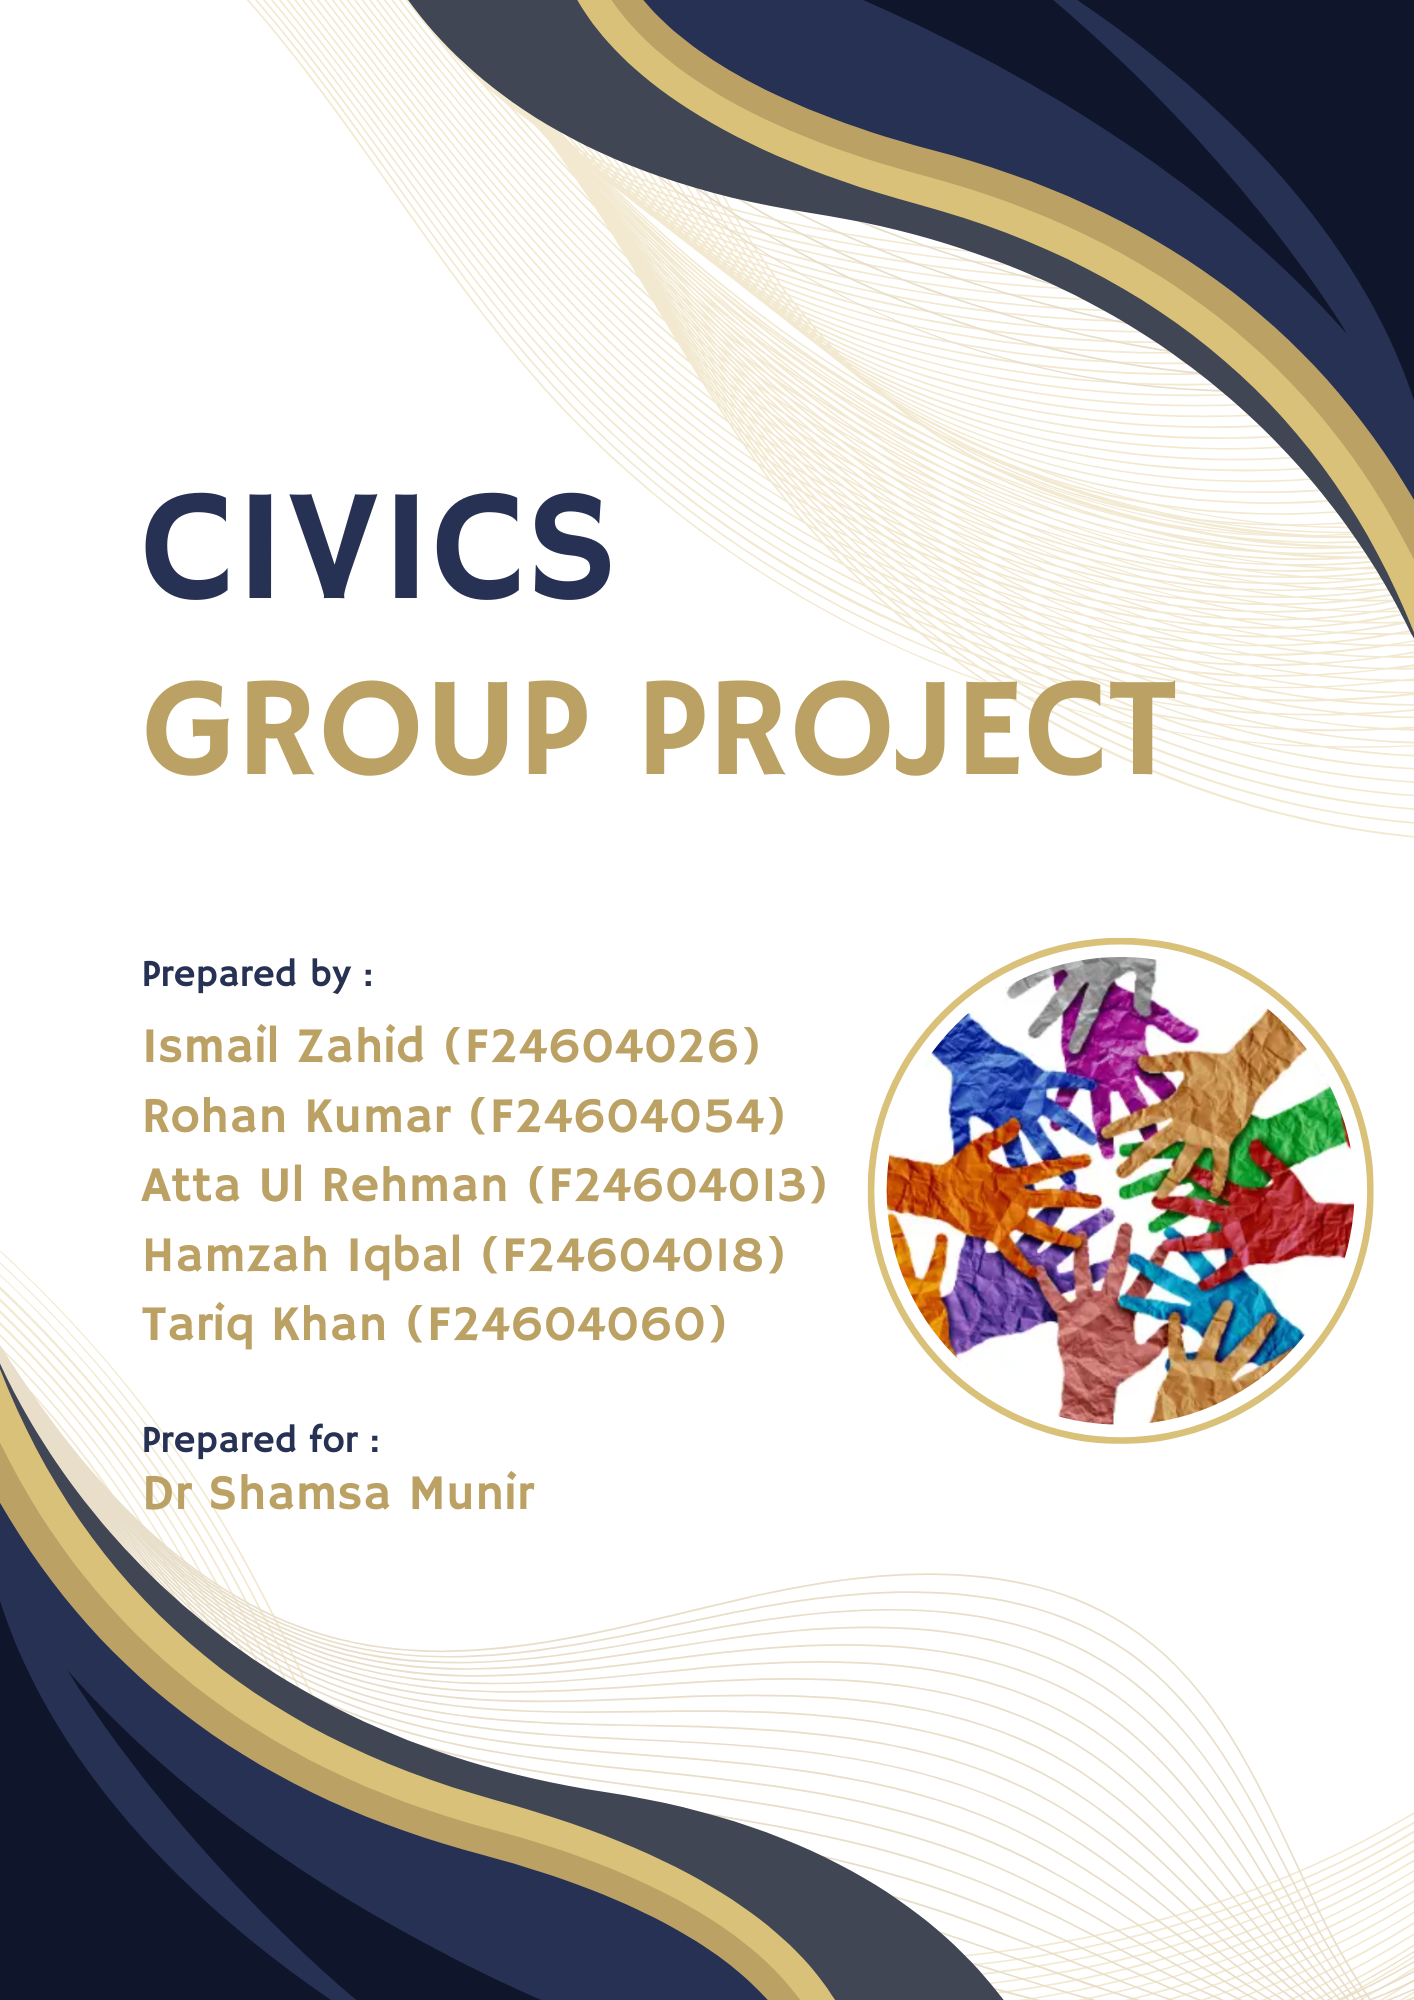 CIVICS
GROUP PROJECT
Prepared by :
Ismail Zahid (F24604026)
Rohan Kumar (F24604054)
Atta Ul Rehman (F24604013)
Hamzah Iqbal (F24604018)
Tariq Khan (F24604060)
Prepared for :
Dr Shamsa Munir